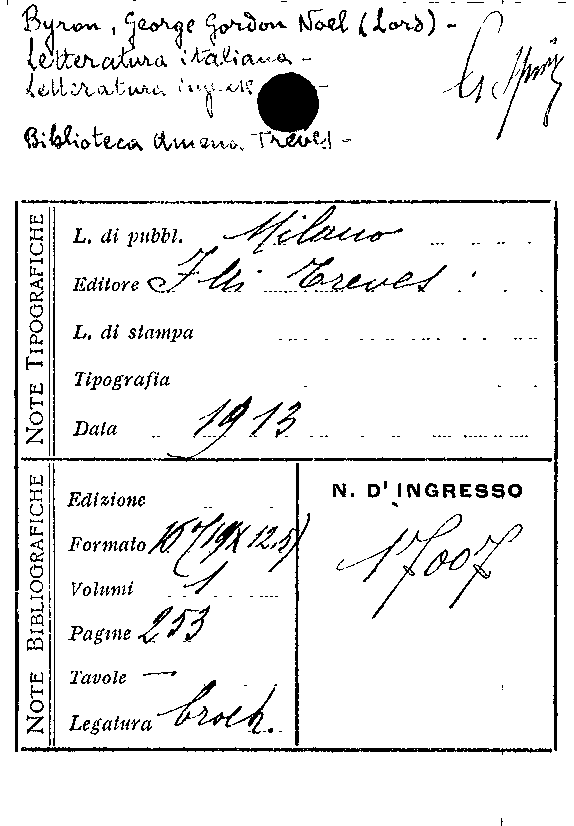 Byron, George Gordon Noel (Lord) -
Letteratura italiana -
Letteratura
Biblioteca Amena Treves -
NOTE TIPOGRAFICHE
L. di pubbl. Milano
Editore F.lli Treves
L. di stampa
Tipografia
Data 1913
NOTE BIBLIOGRAFICHE
Edizione
Formato 16° (19 X 12.5)
Volumi 1
Pagine 253
Tavole —
Legatura broch.
N. D'INGRESSO
17007